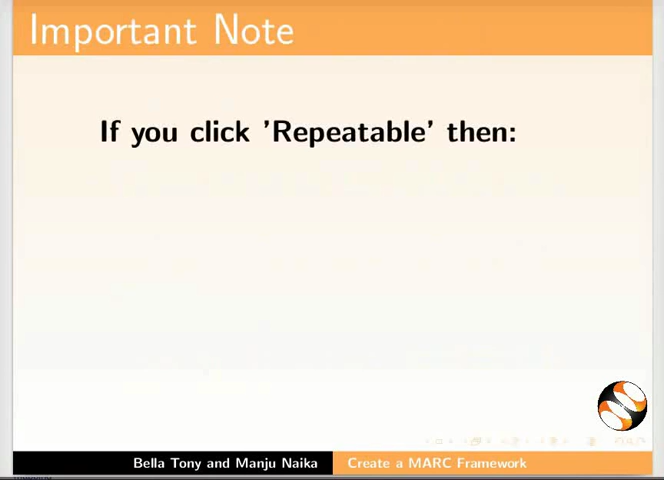 Important Note
If you click 'Repeatable' then:
Bella Tony and Manju Naika
Create a MARC Framework